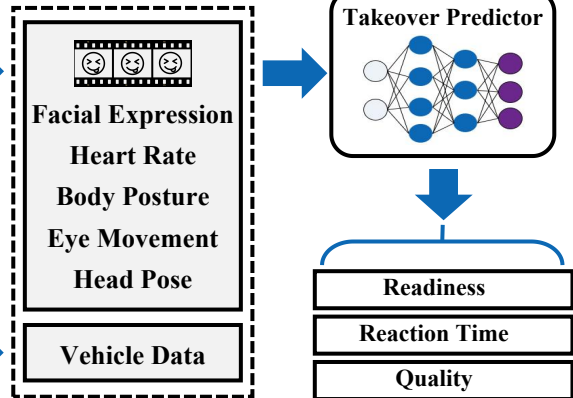 Facial Expression
Heart Rate
Body Posture
Eye Movement
Head Pose
Vehicle Data
Takeover Predictor
Readiness
Reaction Time
Quality